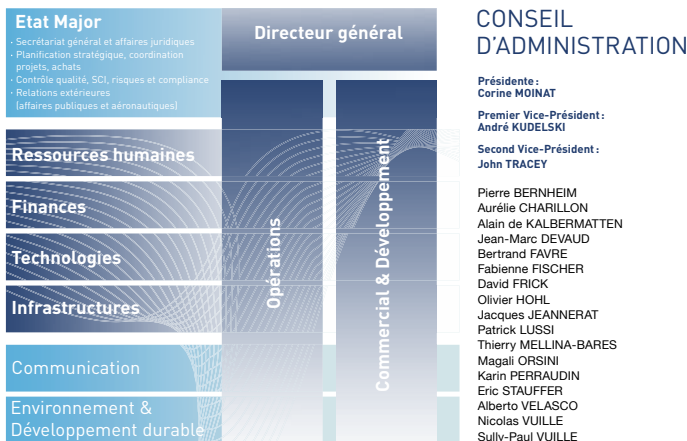 Etat Major
· Secrétariat général et affaires juridiques
· Planification stratégique, coordination
projets, achats
· Contrôle qualité, SCI, risques et compliance
· Relations extérieures
(affaires publiques et aéronautiques)
Directeur général
Ressources humaines
Finances
Technologies
Infrastructures
Communication
Environnement &
Développement durable
Opérations
Commercial & Développement
CONSEIL
D'ADMINISTRATION
Présidente :
Corine MOINAT
Premier Vice-Président :
André KUDELSKI
Second Vice-Président :
John TRACEY
Pierre BERNHEIM
Aurélie CHARILLON
Alain de KALBERMATTEN
Jean-Marc DEVAUD
Bertrand FAVRE
Fabienne FISCHER
David FRICK
Olivier HOHL
Jacques JEANNERAT
Patrick LUSSI
Thierry MELLINA-BARES
Magali ORSINI
Karin PERRAUDIN
Eric STAUFFER
Alberto VELASCO
Nicolas VUILLE
Sully-Paul VUILLE